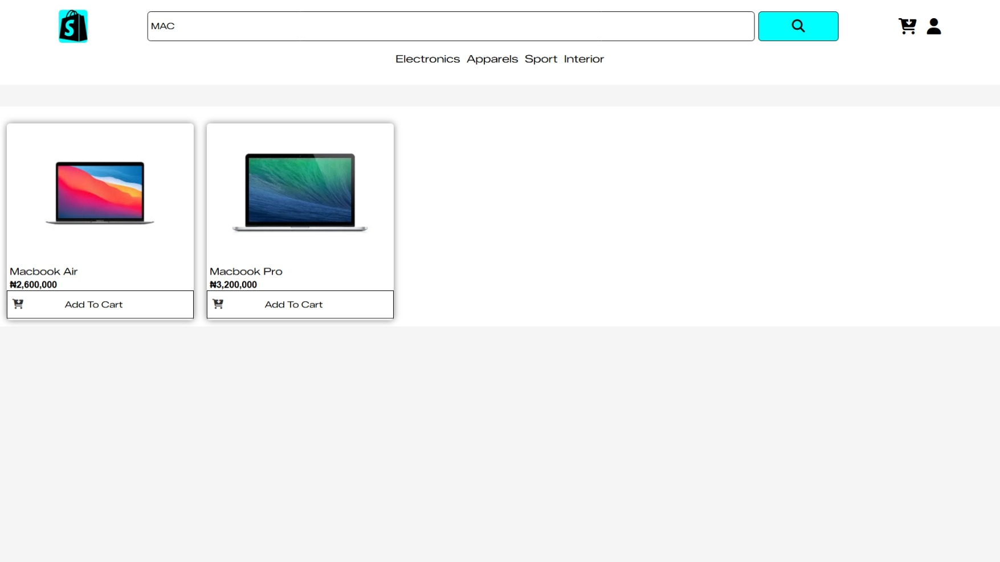 S
MAC
Electronics Apparels Sport Interior
Macbook Air
₦2,600,000
Add To Cart
Macbook Pro
₦3,200,000
Add To Cart